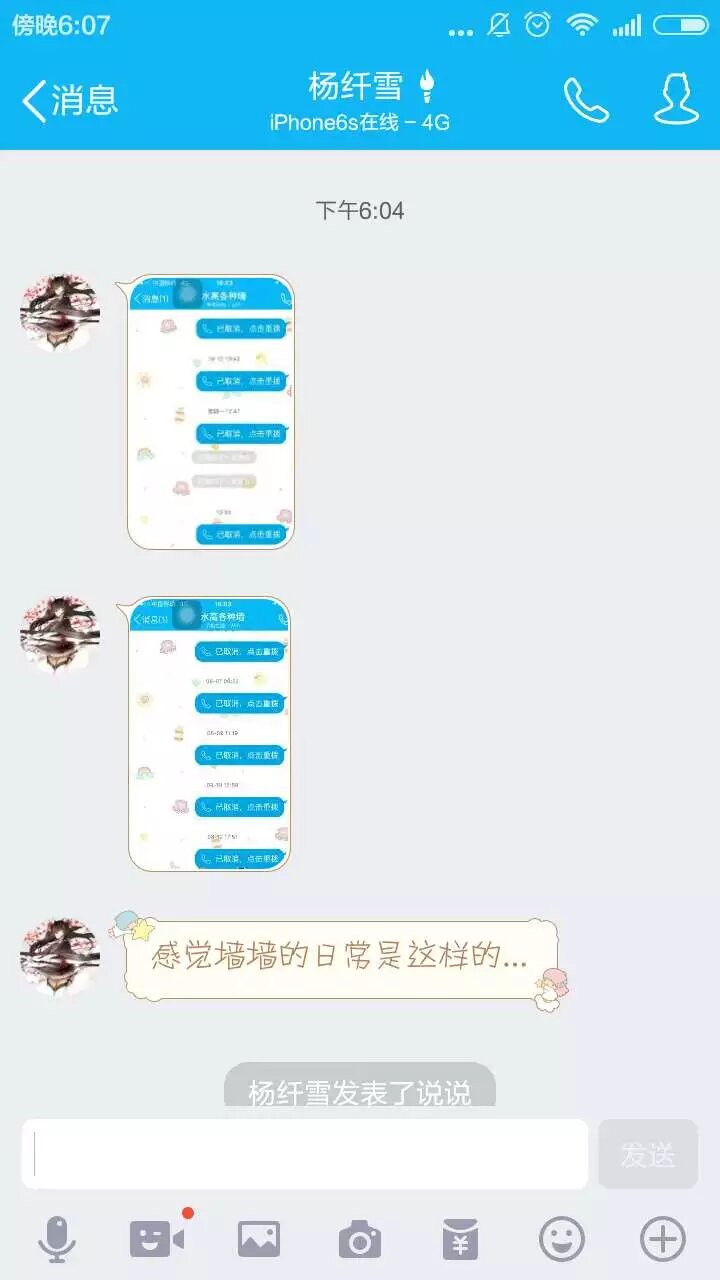 傍晚6:07
消息
杨纤雪
iPhone6s在线 - 4G
下午6:04
消息(1)
水高各种墙
已取消，点击重拨
已取消，点击重拨
已取消，点击重拨
已取消，点击重拨
消息(1)
水高各种墙
已取消，点击重拨
已取消，点击重拨
已取消，点击重拨
已取消，点击重拨
已取消，点击重拨
感觉墙墙的日常是这样的...
杨纤雪发表了说说
发送